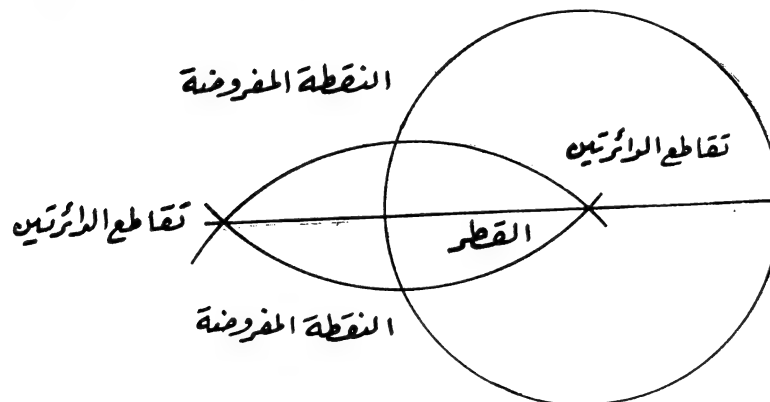 النقطة المفروضة
تقاطع الدائرتين
تقاطع الدائرتين
القطر
النقطة المفروضة